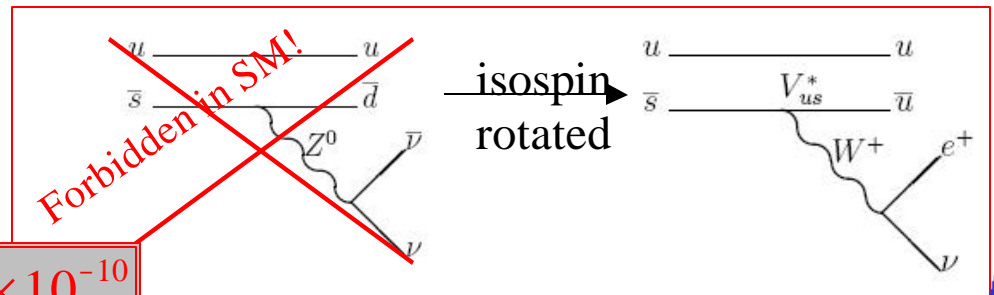 Forbidden in SM!
u u
s̅ d̅
Z⁰
ν̅
ν
isospin
rotated
u u
s̅ V*ᵤₛ u̅
W⁺ e⁺
ν
×10⁻¹⁰